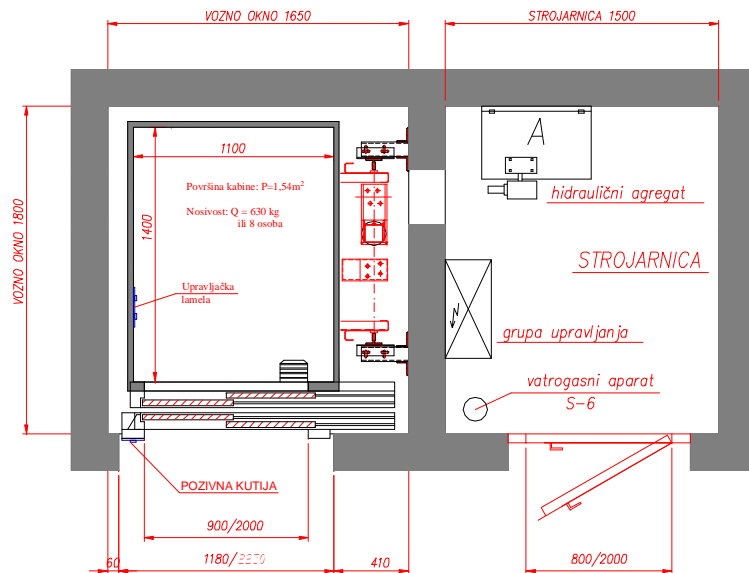 VOZNO OKNO 1650
STROJARNICA 1500
VOZNO OKNO 1800
1100
1400
Površina kabine: P=1,54m²
Nosivost: Q = 630 kg
ili 8 osoba
Upravljačka
lamela
A
hidraulični agregat
STROJARNICA
grupa upravljanja
vatrogasni aparat
S-6
POZIVNA KUTIJA
900/2000
60
1180/
410
800/2000